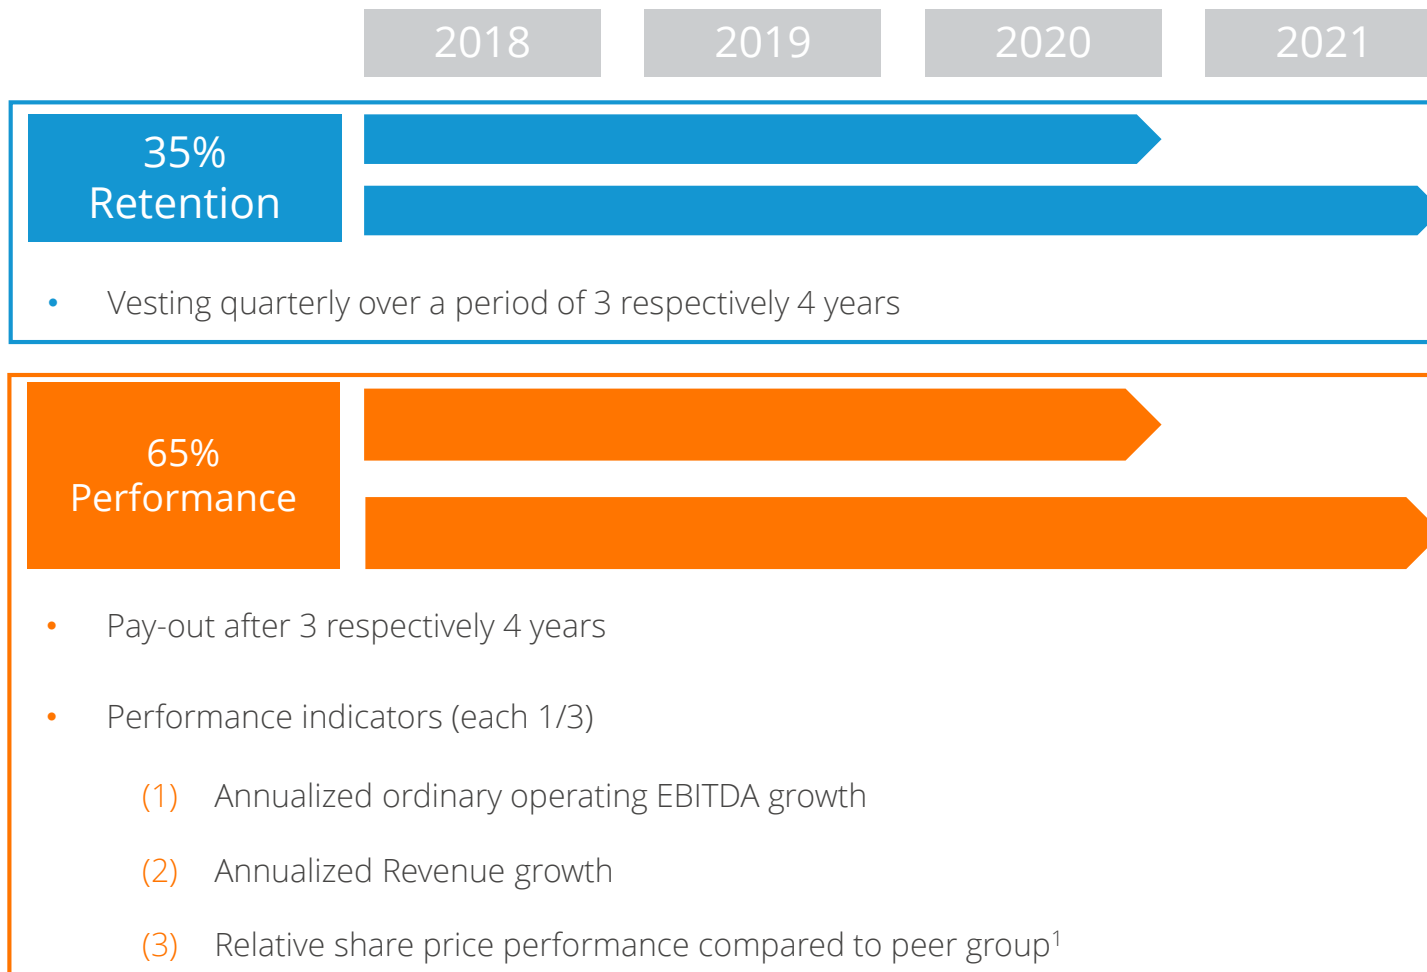 2018 2019 2020 2021
35%
Retention
• Vesting quarterly over a period of 3 respectively 4 years
65%
Performance
• Pay-out after 3 respectively 4 years
• Performance indicators (each 1/3)
(1) Annualized ordinary operating EBITDA growth
(2) Annualized Revenue growth
(3) Relative share price performance compared to peer group¹